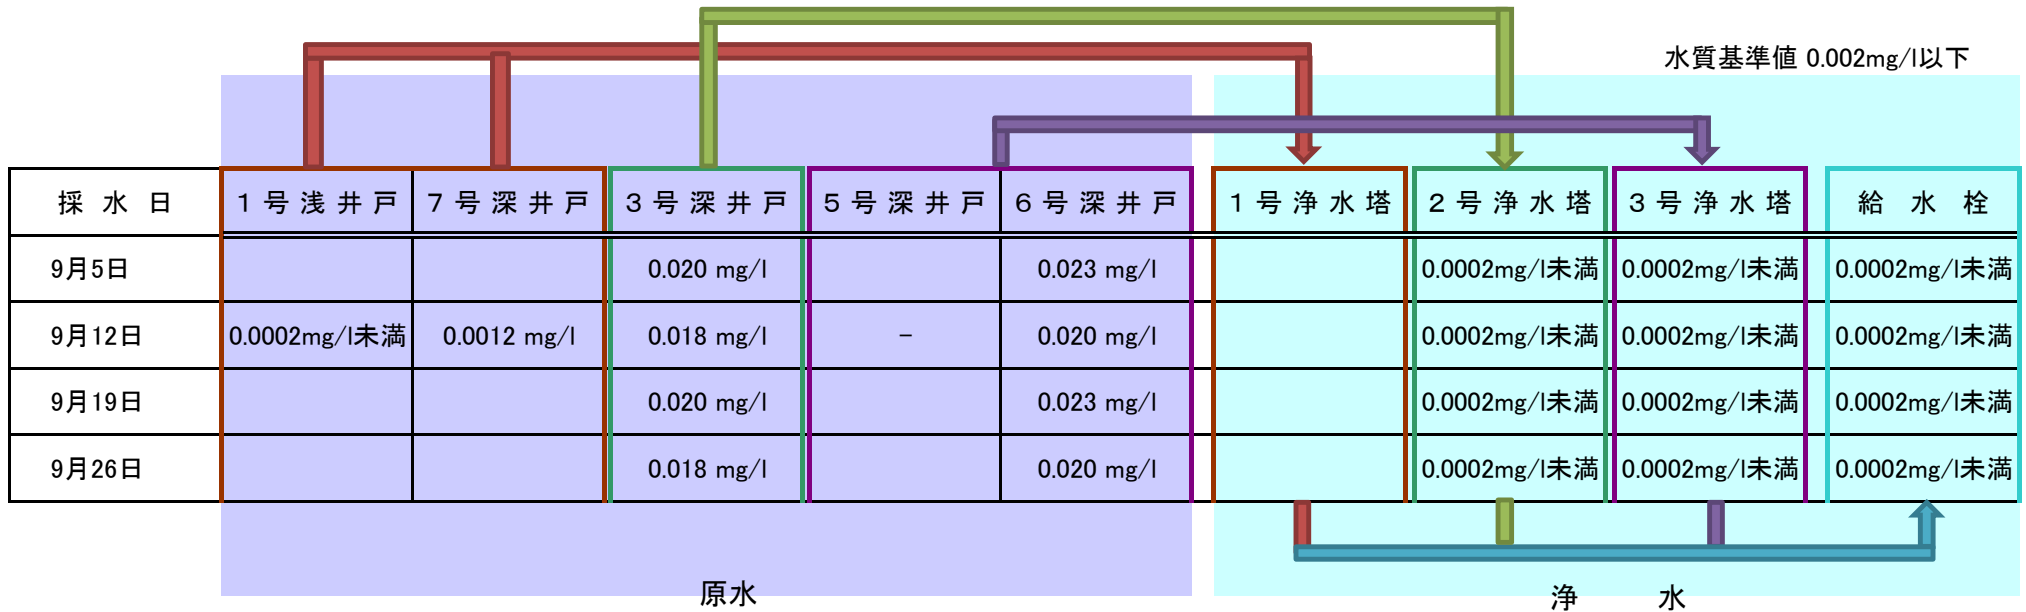 水質基準値 0.002mg/l以下
採水日 1号浅井戸 7号深井戸 3号深井戸 5号深井戸 6号深井戸 1号浄水塔 2号浄水塔 3号浄水塔 給水栓
9月5日 0.020 mg/l 0.023 mg/l 0.0002mg/l未満 0.0002mg/l未満 0.0002mg/l未満
9月12日 0.0002mg/l未満 0.0012 mg/l 0.018 mg/l － 0.020 mg/l 0.0002mg/l未満 0.0002mg/l未満 0.0002mg/l未満
9月19日 0.020 mg/l 0.023 mg/l 0.0002mg/l未満 0.0002mg/l未満 0.0002mg/l未満
9月26日 0.018 mg/l 0.020 mg/l 0.0002mg/l未満 0.0002mg/l未満 0.0002mg/l未満
原水 浄水